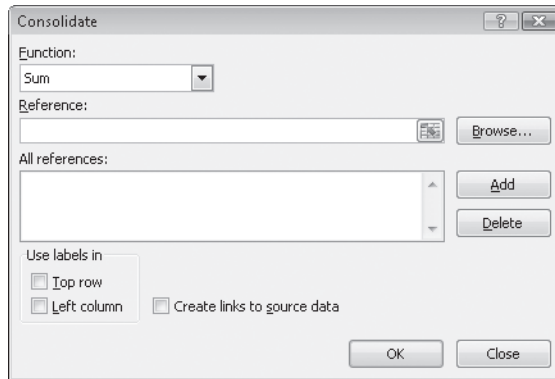 Consolidate
Function:
Sum
Reference:
Browse...
All references:
Add
Delete
Use labels in
Top row
Left column
Create links to source data
OK
Close